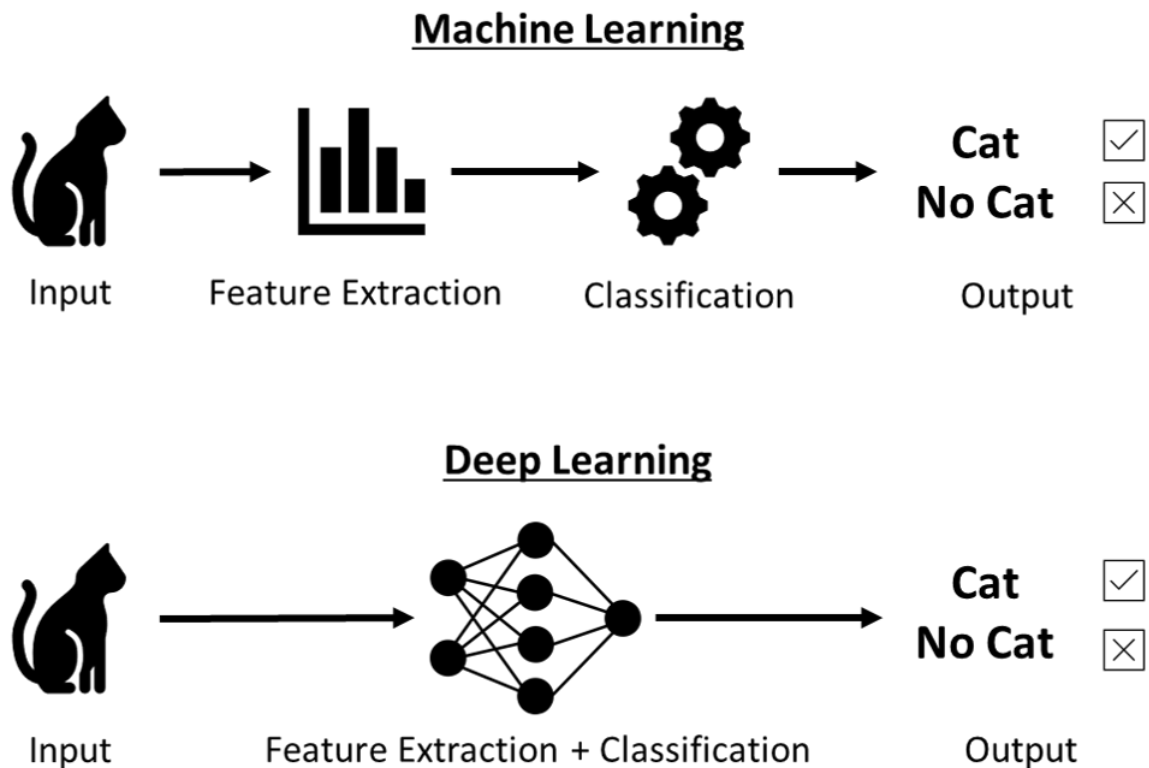 Machine Learning
Cat
No Cat
Input
Feature Extraction
Classification
Output
Deep Learning
Cat
No Cat
Input
Feature Extraction + Classification
Output